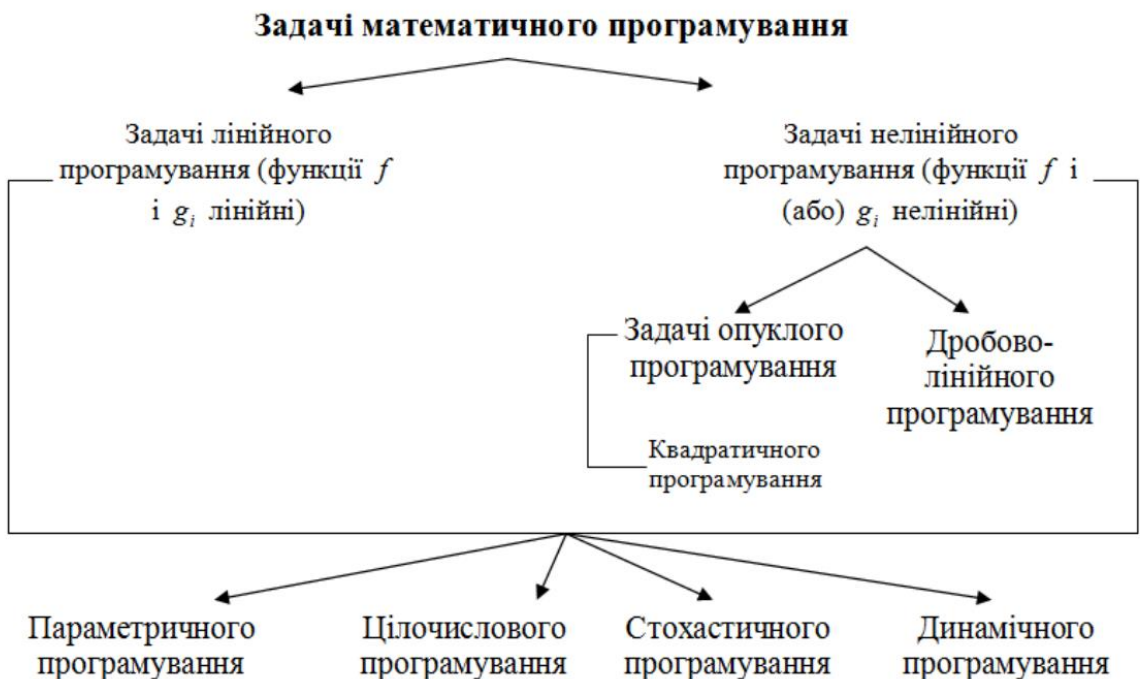 Задачі математичного програмування
Задачі лінійного
програмування (функції f
і g_i лінійні)
Задачі нелінійного
програмування (функції f і
(або) g_i нелінійні)
Задачі опуклого
програмування
Дробово-
лінійного
програмування
Квадратичного
програмування
Параметричного
програмування
Цілочислового
програмування
Стохастичного
програмування
Динамічного
програмування